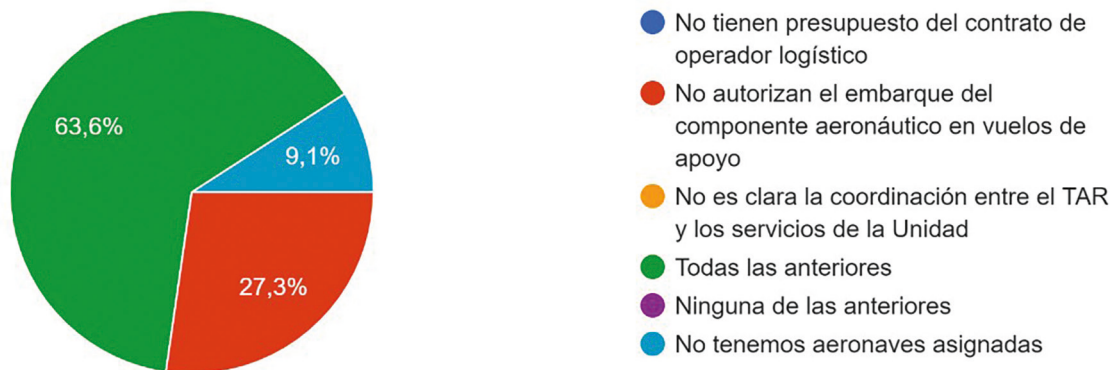 63,6%
9,1%
27,3%
No tienen presupuesto del contrato de
operador logístico
No autorizan el embarque del
componente aeronáutico en vuelos de
apoyo
No es clara la coordinación entre el TAR
y los servicios de la Unidad
Todas las anteriores
Ninguna de las anteriores
No tenemos aeronaves asignadas